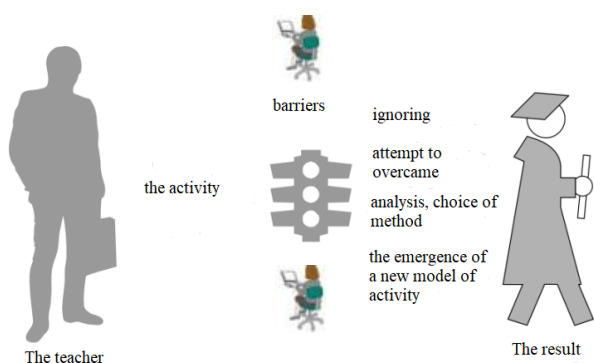 barriers
ignoring
attempt to
overcame
the activity
analysis, choice of
method
the emergence of
a new model of
activity
The teacher
The result